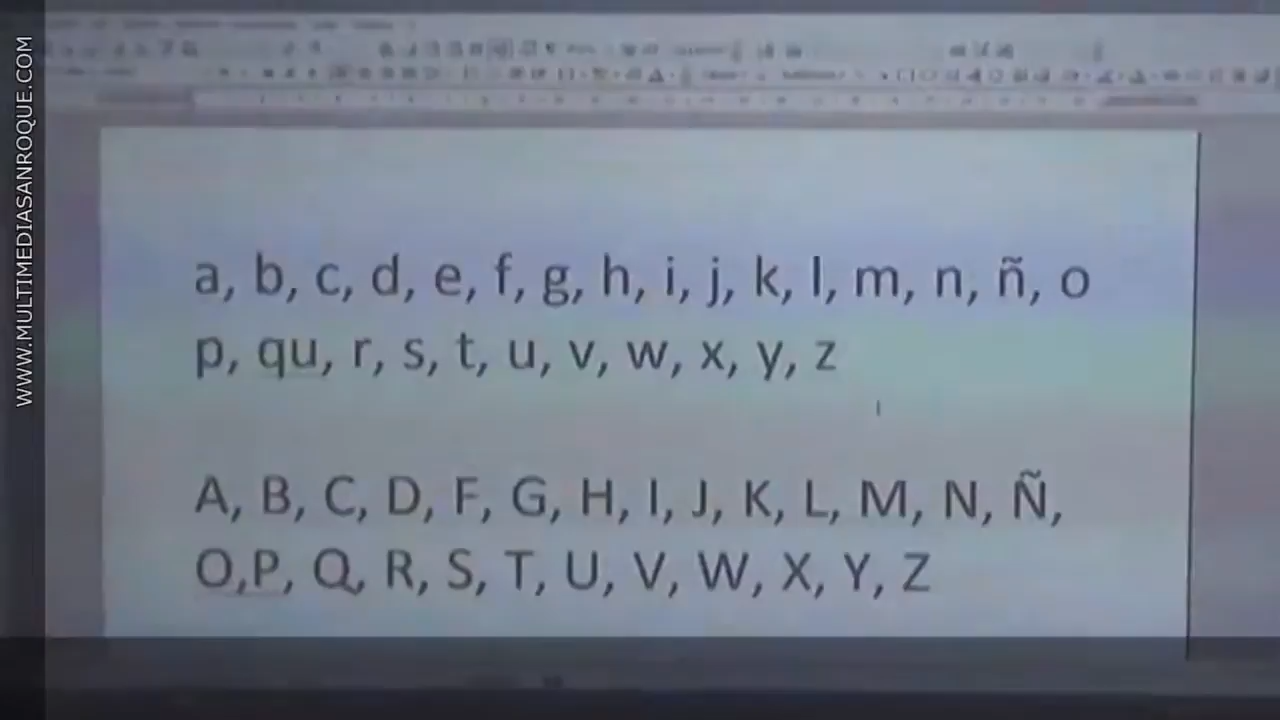 WWW.MULTIMEDIASANROQUE.COM
a, b, c, d, e, f, g, h, i, j, k, l, m, n, ñ, o
p, qu, r, s, t, u, v, w, x, y, z
A, B, C, D, F, G, H, I, J, K, L, M, N, Ñ,
O,P, Q, R, S, T, U, V, W, X, Y, Z